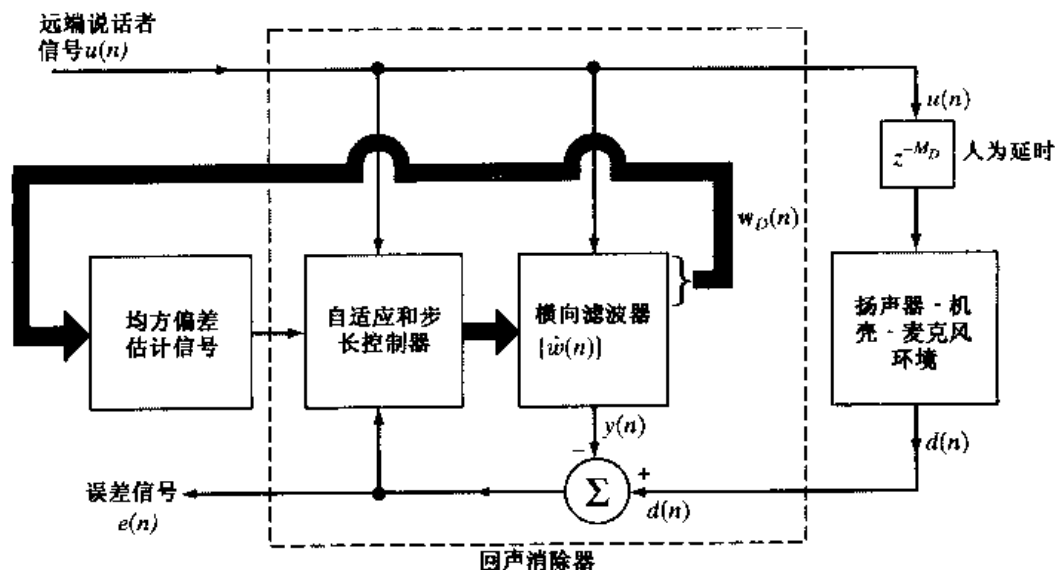 远端说话者
信号u(n)
u(n)
z^{-M_D}
人为延时
w_D(n)
均方偏差
估计信号
自适应和步
长控制器
横向滤波器
{ŵ(n)}
扬声器 - 机
壳 - 麦克风
环境
y(n)
d(n)
−
+
Σ
d(n)
误差信号
e(n)
回声消除器